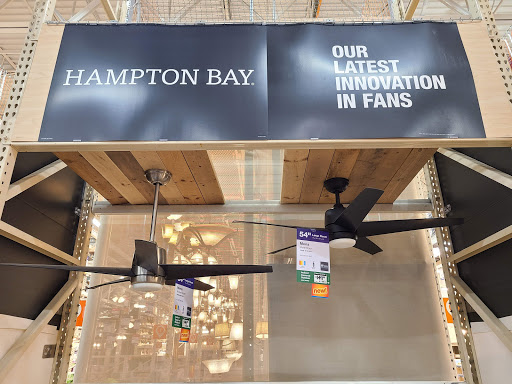 HAMPTON BAY®
OUR
LATEST
INNOVATION
IN FANS
54"
new!